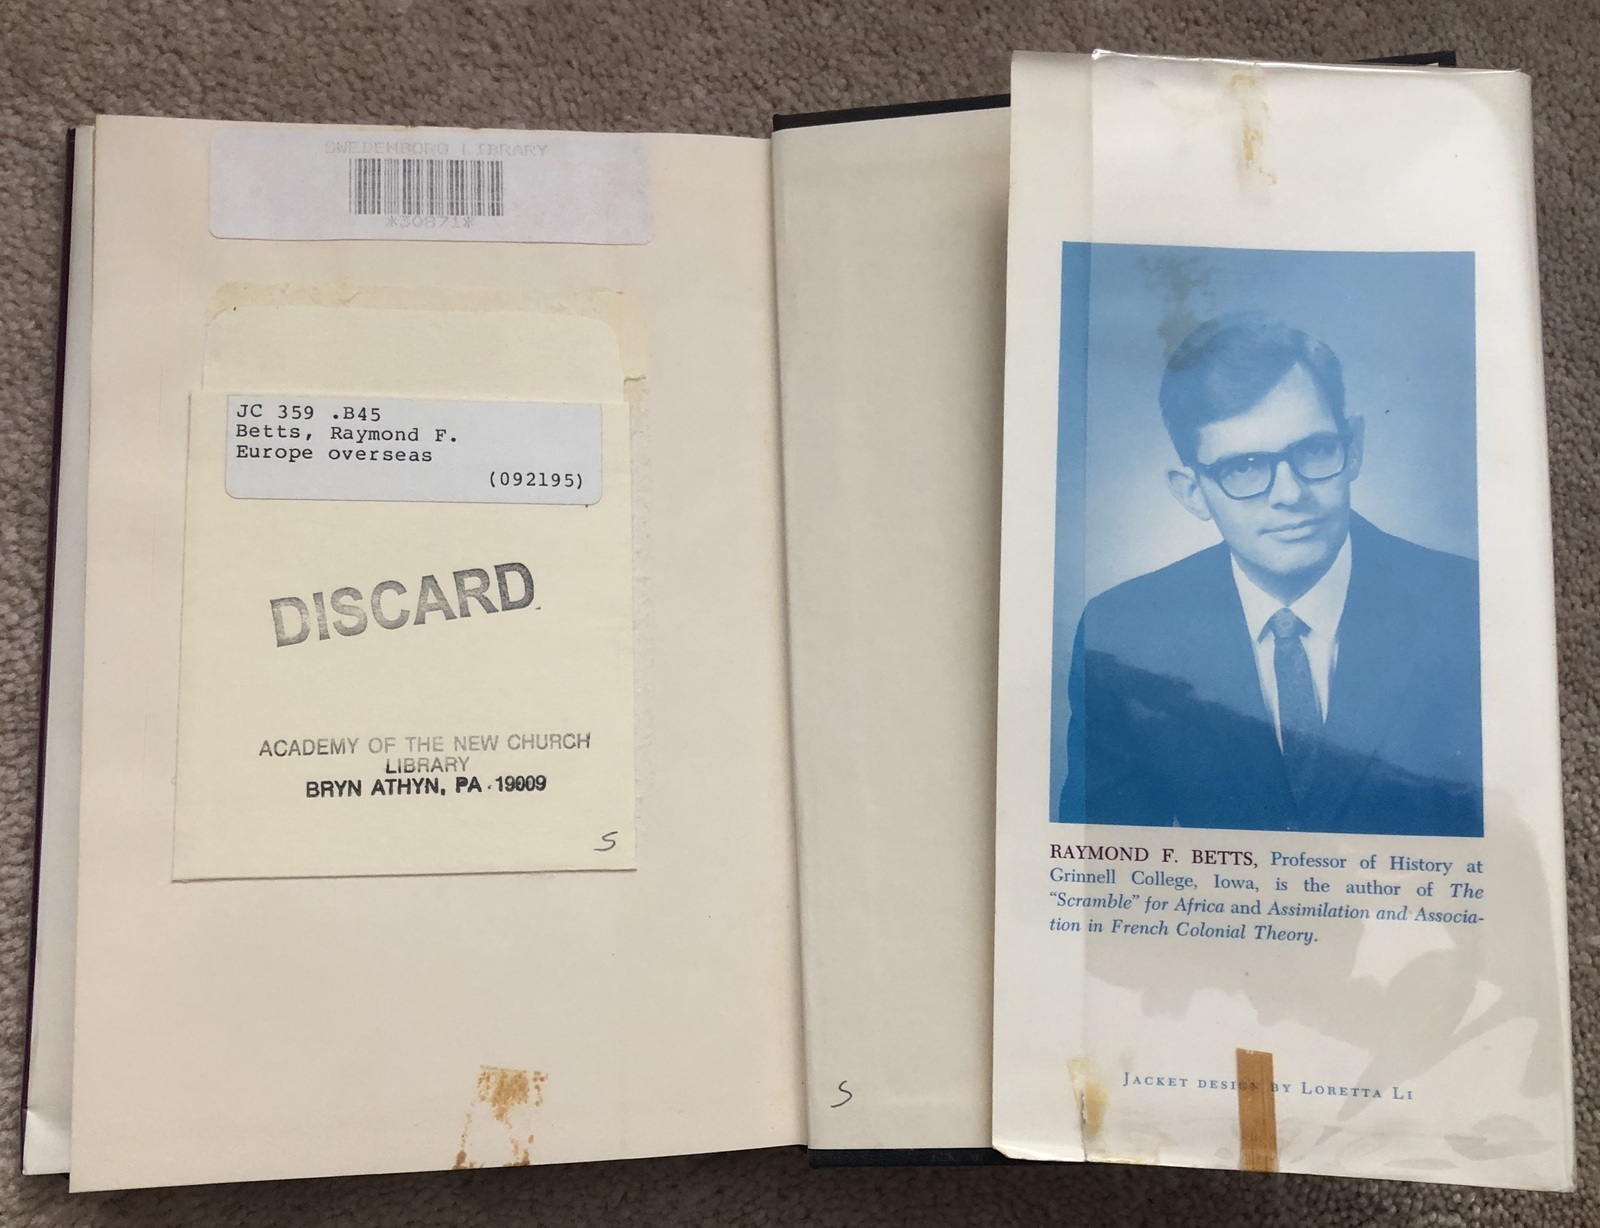 SWEDENBORG LIBRARY
*30871*
JC 359 .B45
Betts, Raymond F.
Europe overseas
(092195)
DISCARD
ACADEMY OF THE NEW CHURCH
LIBRARY
BRYN ATHYN, PA 19009
S
S
RAYMOND F. BETTS, Professor of History at
Grinnell College, Iowa, is the author of The
“Scramble” for Africa and Assimilation and Associa-
tion in French Colonial Theory.
JACKET DESIGN BY LORETTA LI